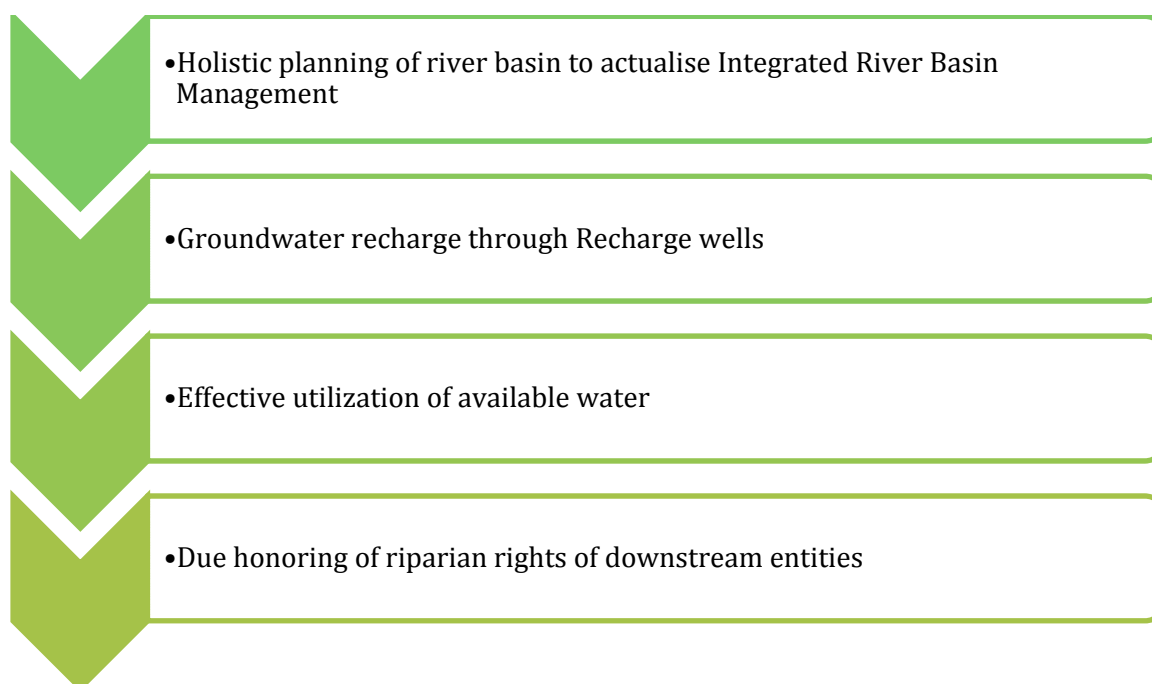 •Holistic planning of river basin to actualise Integrated River Basin
Management
•Groundwater recharge through Recharge wells
•Effective utilization of available water
•Due honoring of riparian rights of downstream entities